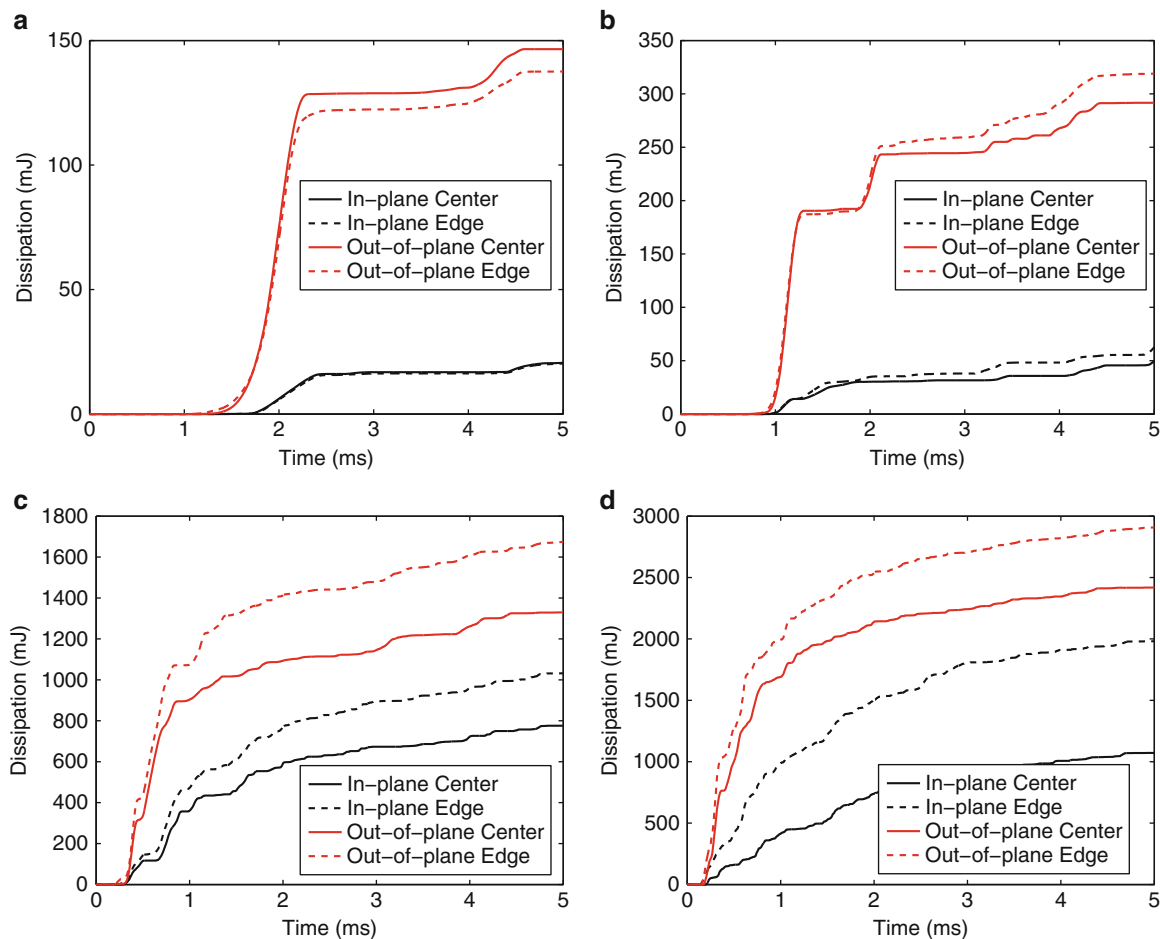 a
150
100
50
0
Dissipation (mJ)
In−plane Center
In−plane Edge
Out−of−plane Center
Out−of−plane Edge
0 1 2 3 4 5
Time (ms)
b
350
300
250
200
150
100
50
0
Dissipation (mJ)
In−plane Center
In−plane Edge
Out−of−plane Center
Out−of−plane Edge
0 1 2 3 4 5
Time (ms)
c
1800
1600
1400
1200
1000
800
600
400
200
0
Dissipation (mJ)
In−plane Center
In−plane Edge
Out−of−plane Center
Out−of−plane Edge
0 1 2 3 4 5
Time (ms)
d
3000
2500
2000
1500
1000
500
0
Dissipation (mJ)
In−plane Center
In−plane Edge
Out−of−plane Center
Out−of−plane Edge
0 1 2 3 4 5
Time (ms)